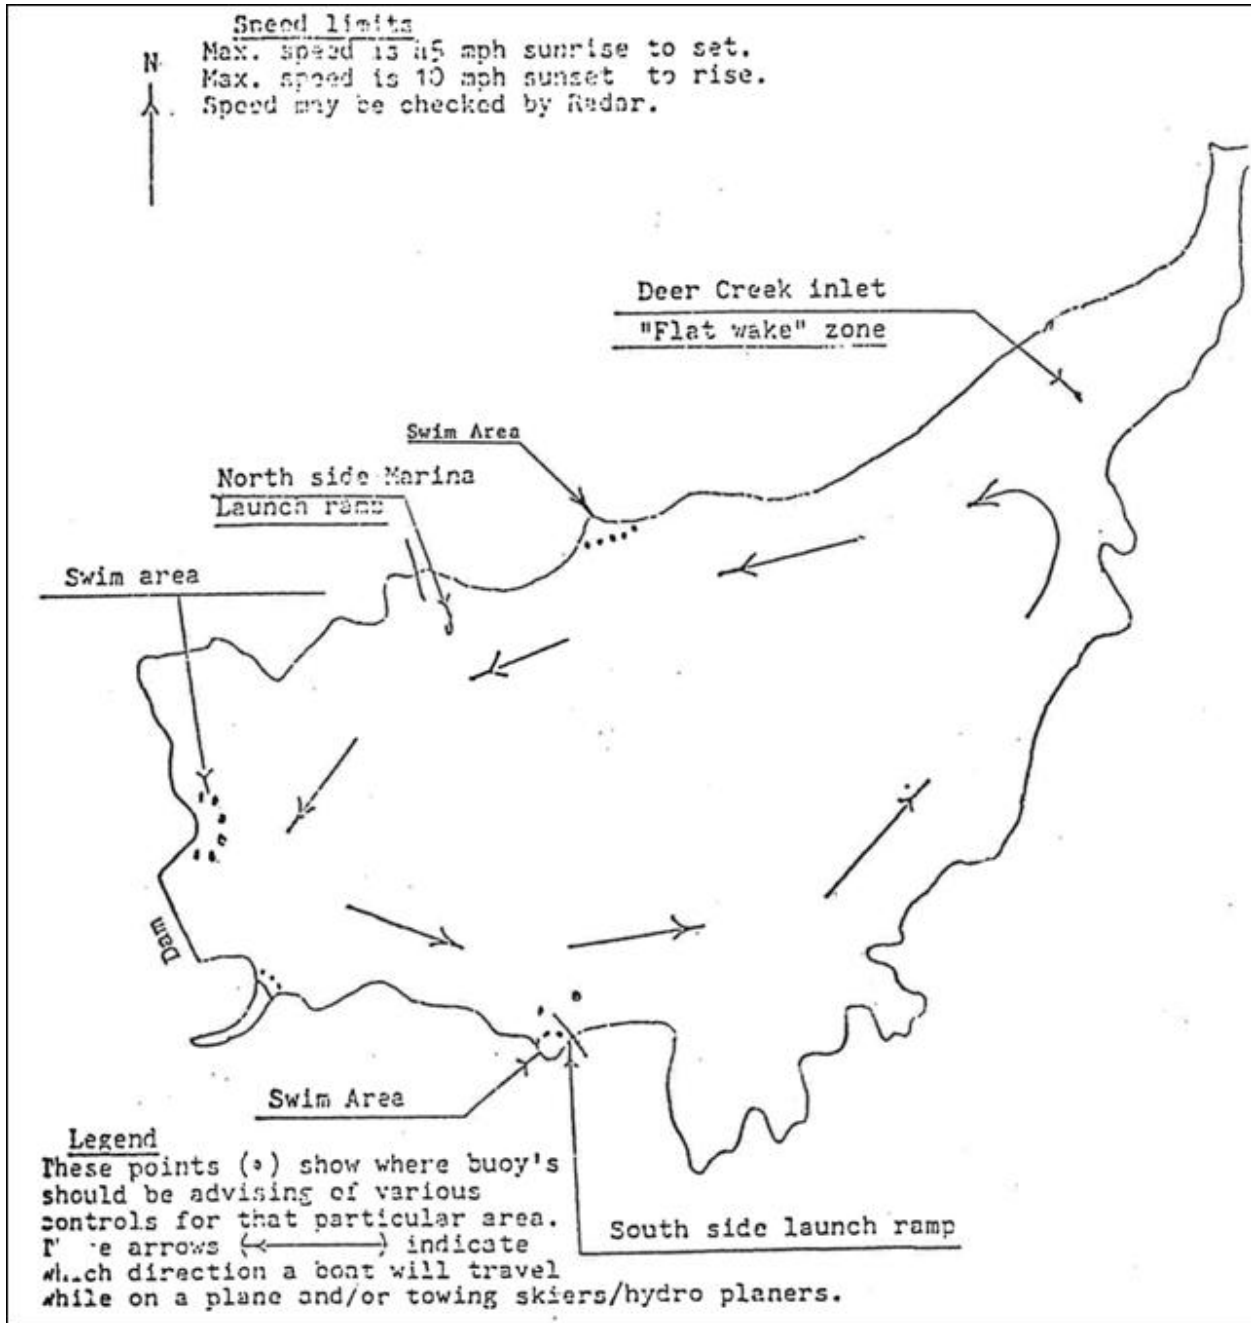 Speed limits
N
Max. speed is 45 mph sunrise to set.
Max. speed is 10 mph sunset to rise.
Speed may be checked by Radar.
Deer Creek inlet
"Flat wake" zone
Swim Area
North side Marina
Launch ramp
Swim area
Dam
Swim Area
South side launch ramp
Legend
These points (•) show where buoy's
should be advising of various
controls for that particular area.
arrows (←) indicate
which direction a boat will travel
while on a plane and/or towing skiers/hydro planers.